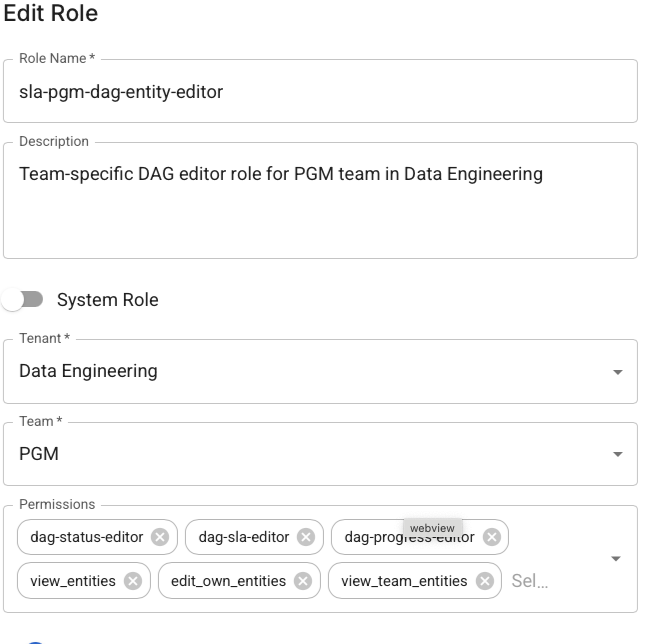 Edit Role
Role Name *
sla-pgm-dag-entity-editor
Description
Team-specific DAG editor role for PGM team in Data Engineering
System Role
Tenant *
Data Engineering
Team *
PGM
Permissions
webview
dag-status-editor dag-sla-editor dag-progress-editor
view_entities edit_own_entities view_team_entities Sel...